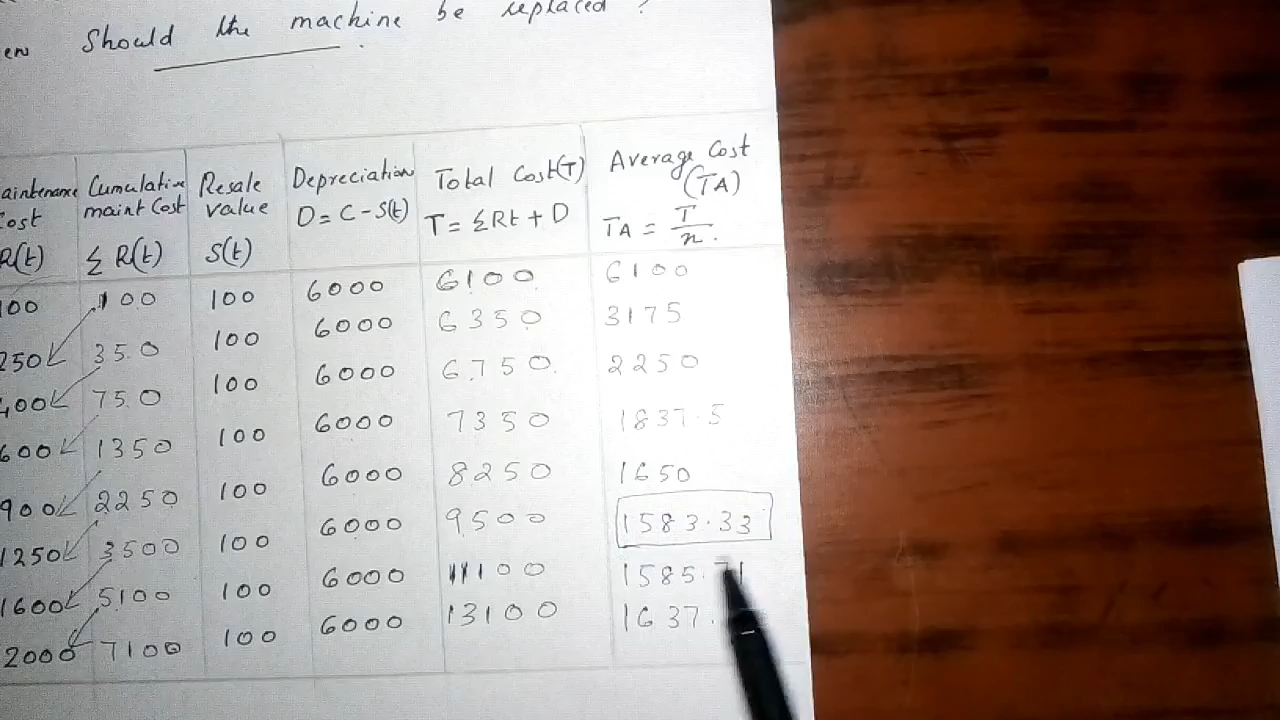 en Should the machine be replaced ?
aintenance Cost R(t) | Cumulative maint Cost Σ R(t) | Resale value S(t) | Depreciation D = C - S(t) | Total Cost(T) T = ΣRt + D | Average Cost (TA) TA = T/n.
100 | 100 | 100 | 6000 | 6100 | 6100
250 | 350 | 100 | 6000 | 6350 | 3175
400 | 750 | 100 | 6000 | 6750 | 2250
600 | 1350 | 100 | 6000 | 7350 | 1837.5
900 | 2250 | 100 | 6000 | 8250 | 1650
1250 | 3500 | 100 | 6000 | 9500 | 1583.33
1600 | 5100 | 100 | 6000 | 11100 | 1585.71
2000 | 7100 | 100 | 6000 | 13100 | 1637.